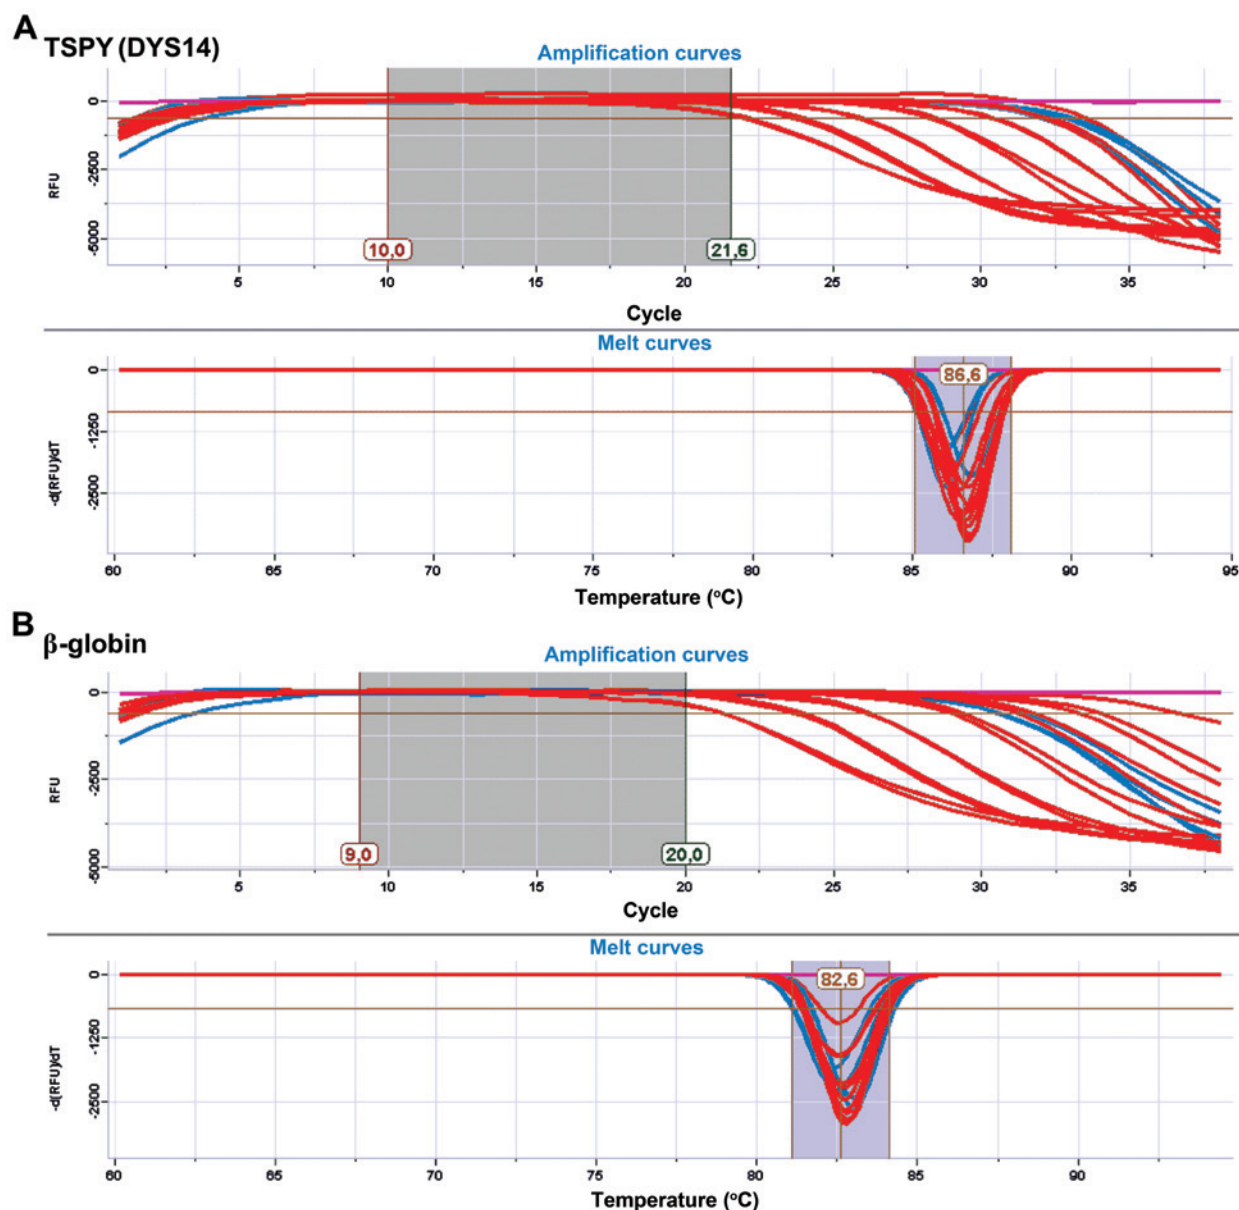 A
TSPY (DYS14)
Amplification curves
0
-2500
-5000
RFU
10,0
21,6
5 10 15 20 25 30 35
Cycle
Melt curves
0
-1250
-2500
-d(RFU)dT
86,6
60 65 70 75 80 85 90 95
Temperature (°C)
B
β-globin
Amplification curves
0
-2500
-5000
RFU
9,0
20,0
5 10 15 20 25 30 35
Cycle
Melt curves
0
-1250
-2500
-d(RFU)dT
82,6
60 65 70 75 80 85 90
Temperature (°C)